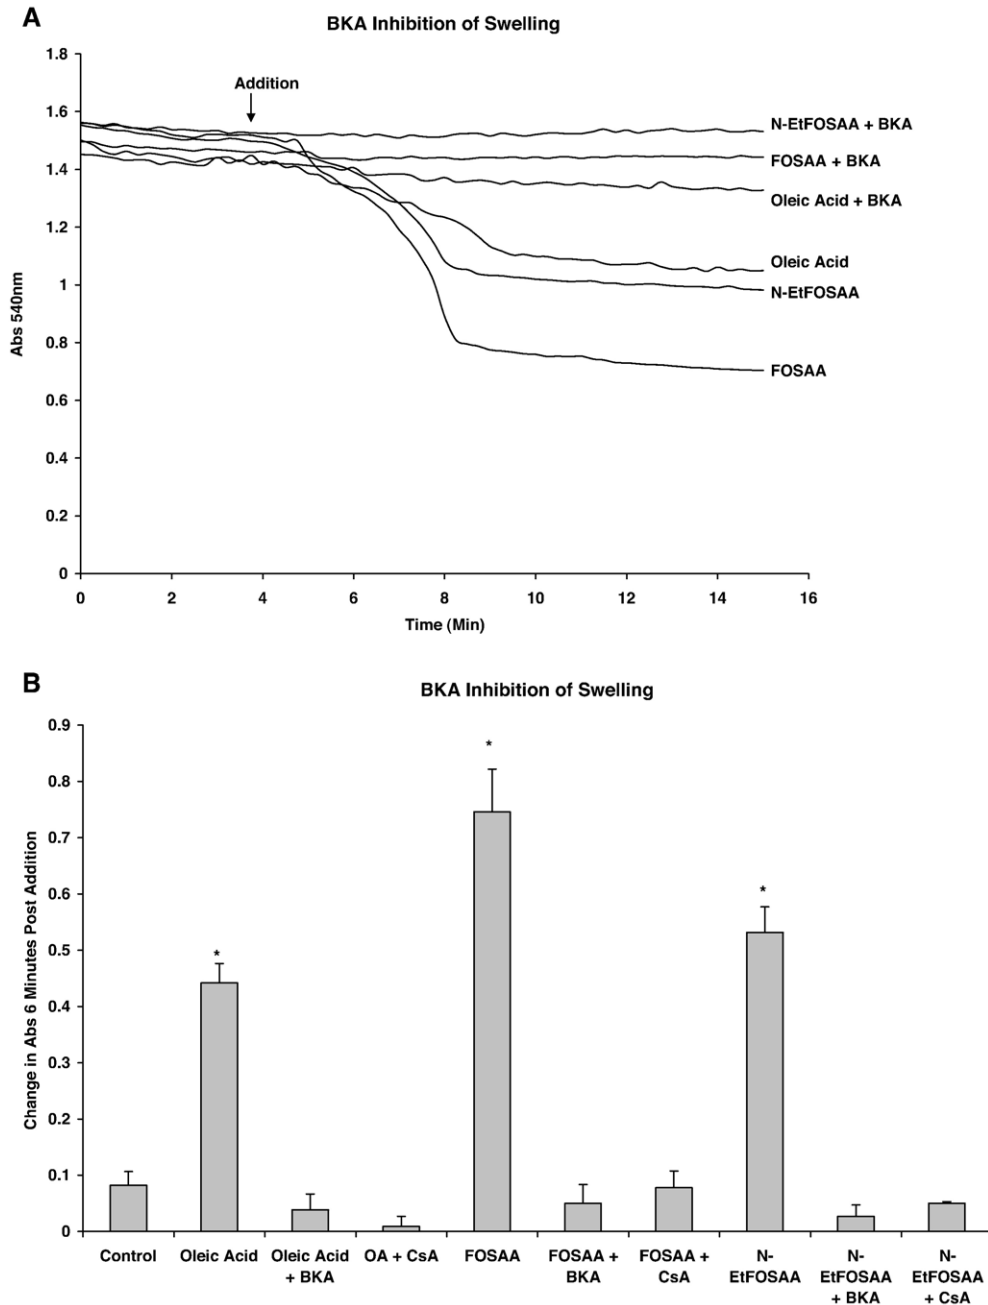 A
BKA Inhibition of Swelling
Addition
Abs 540nm
1.8
1.6
1.4
1.2
1
0.8
0.6
0.4
0.2
0
N-EtFOSAA + BKA
FOSAA + BKA
Oleic Acid + BKA
Oleic Acid
N-EtFOSAA
FOSAA
0 2 4 6 8 10 12 14 16
Time (Min)
B
BKA Inhibition of Swelling
Change in Abs 6 Minutes Post Addition
0.9
0.8
0.7
0.6
0.5
0.4
0.3
0.2
0.1
0
*
*
*
Control Oleic Acid Oleic Acid OA + CsA FOSAA FOSAA + FOSAA + N- N- N-
+ BKA BKA CsA EtFOSAA EtFOSAA EtFOSAA
+ BKA + CsA